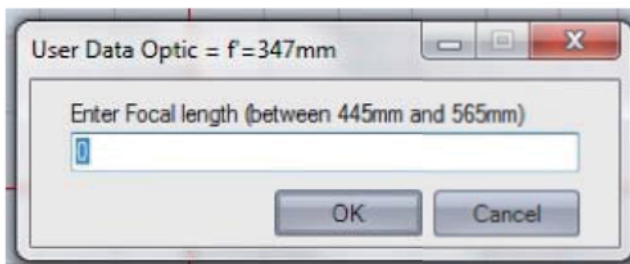 User Data Optic = f'=347mm
Enter Focal length (between 445mm and 565mm)
0
OK
Cancel